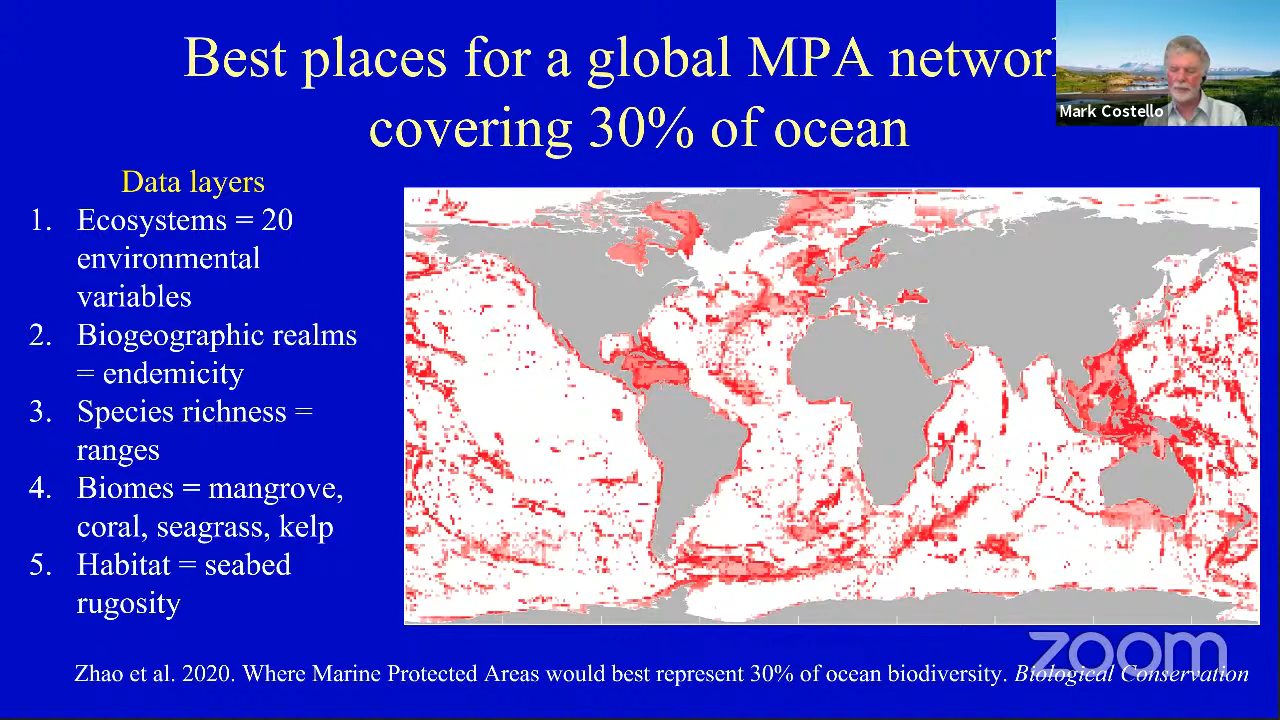 Best places for a global MPA network
covering 30% of ocean
Mark Costello
Data layers
1. Ecosystems = 20
environmental
variables
2. Biogeographic realms
= endemicity
3. Species richness =
ranges
4. Biomes = mangrove,
coral, seagrass, kelp
5. Habitat = seabed
rugosity
zoom
Zhao et al. 2020. Where Marine Protected Areas would best represent 30% of ocean biodiversity. Biological Conservation